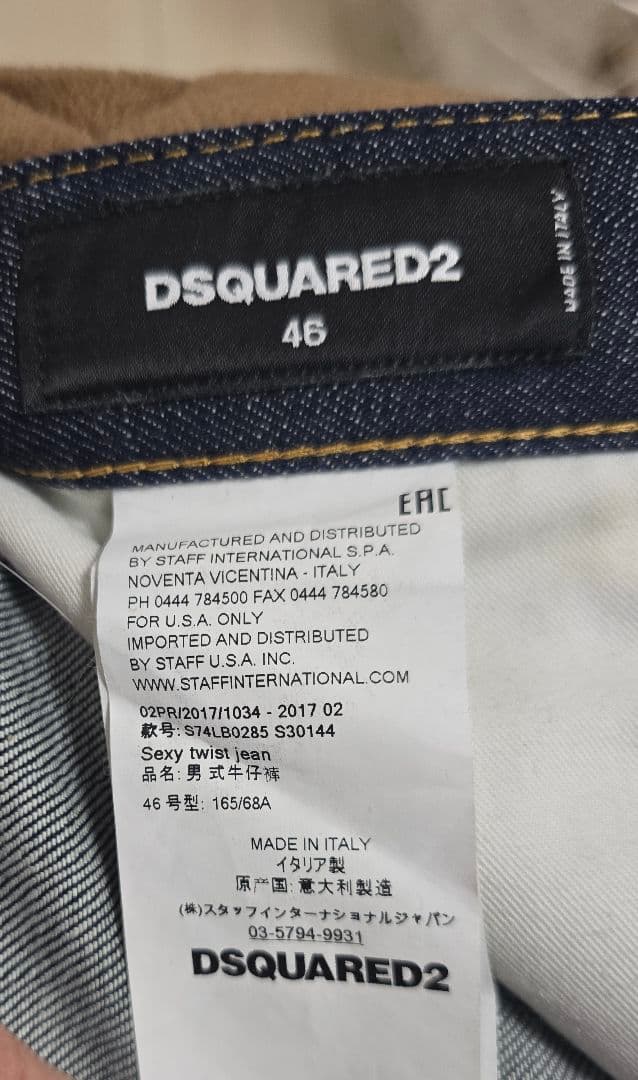 DSQUARED2
46
MADE IN ITALY
EAC
MANUFACTURED AND DISTRIBUTED
BY STAFF INTERNATIONAL S.P.A.
NOVENTA VICENTINA - ITALY
PH 0444 784500 FAX 0444 784580
FOR U.S.A. ONLY
IMPORTED AND DISTRIBUTED
BY STAFF U.S.A. INC.
WWW.STAFFINTERNATIONAL.COM
02PR/2017/1034 - 2017 02
款号: S74LB0285 S30144
Sexy twist jean
品名: 男 式牛仔裤
46 号型: 165/68A
MADE IN ITALY
イタリア製
原产国: 意大利製造
(株)スタッフインターナショナルジャパン
03-5794-9931
DSQUARED2